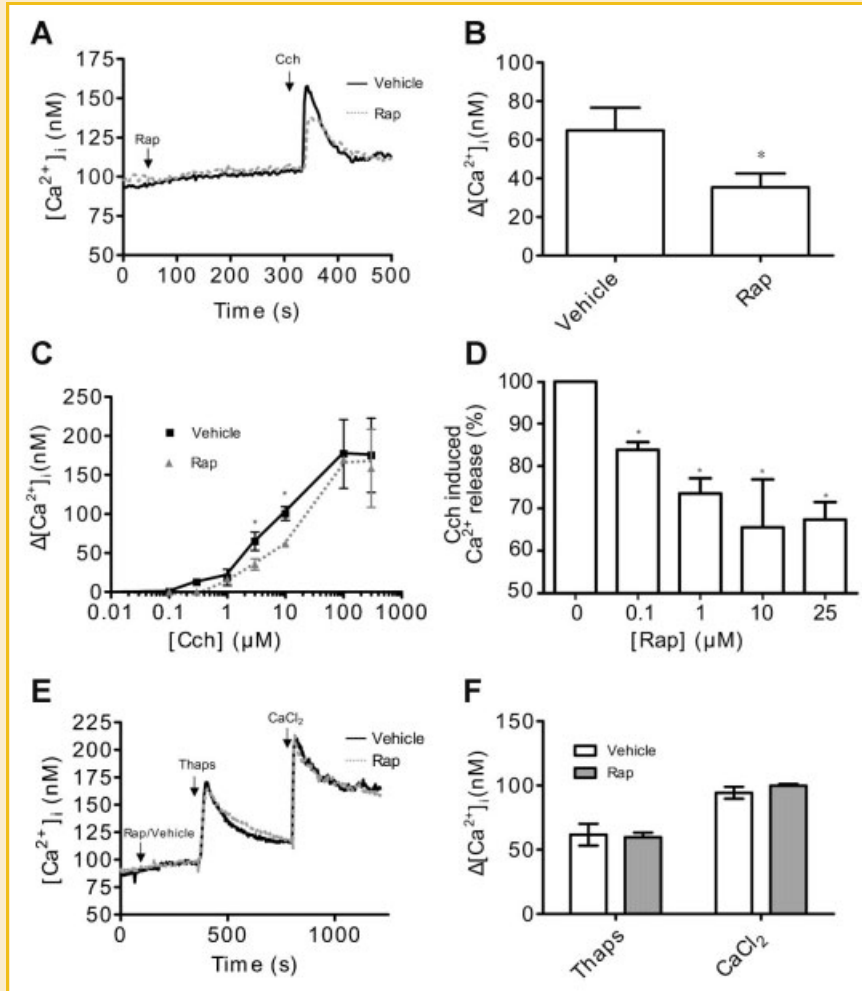 A
175
150
125
100
75
50
[Ca²⁺]ᵢ (nM)
Rap
Cch
Vehicle
Rap
0 100 200 300 400 500
Time (s)
B
100
80
60
40
20
0
Δ[Ca²⁺]ᵢ(nM)
*
Vehicle
Rap
C
250
200
150
100
50
0
Δ[Ca²⁺]ᵢ(nM)
Vehicle
Rap
* *
0.01 0.1 1 10 100 1000
[Cch] (µM)
D
100
90
80
70
60
50
Cch induced
Ca²⁺ release (%)
* * * *
0 0.1 1 10 25
[Rap] (µM)
E
225
200
175
150
125
100
75
50
[Ca²⁺]ᵢ (nM)
Rap/Vehicle
Thaps
CaCl₂
Vehicle
Rap
0 500 1000
Time (s)
F
150
100
50
0
Δ[Ca²⁺]ᵢ(nM)
Vehicle
Rap
Thaps
CaCl₂